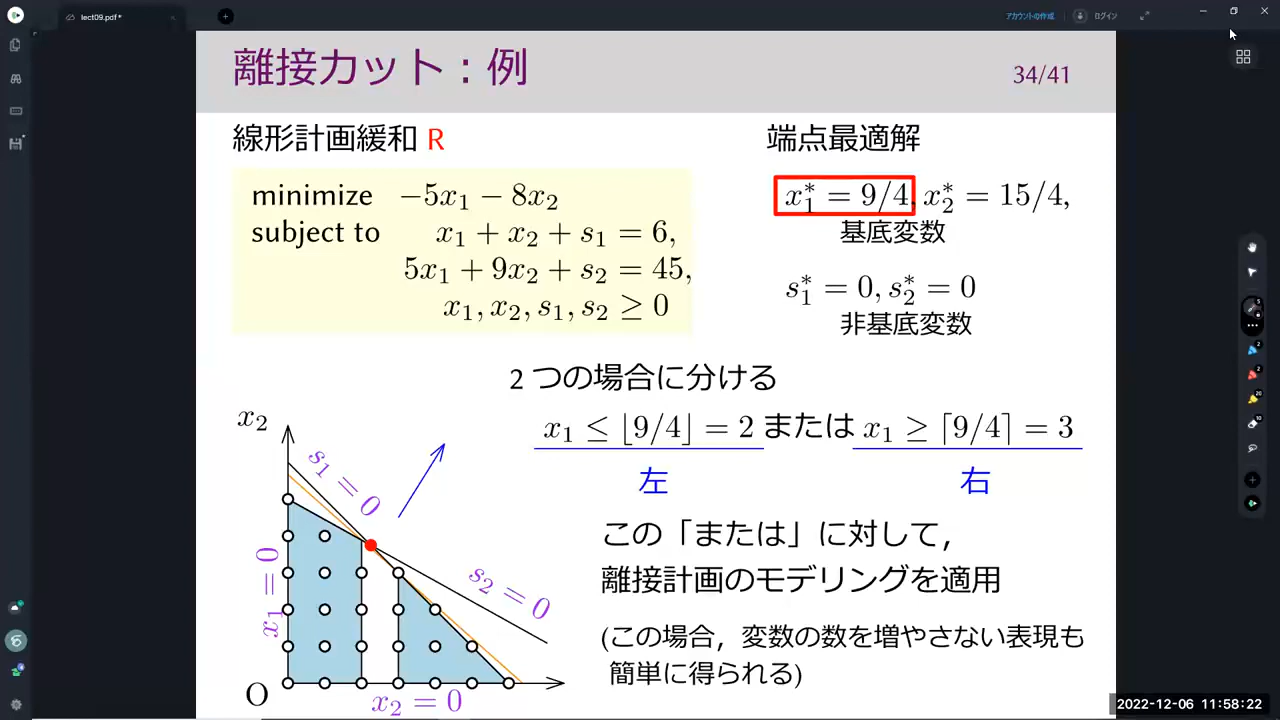 lect09.pdf*
アカウントの作成
ログイン
離接カット：例
34/41
線形計画緩和 R
minimize −5x₁ − 8x₂
subject to x₁ + x₂ + s₁ = 6,
5x₁ + 9x₂ + s₂ = 45,
x₁, x₂, s₁, s₂ ≥ 0
端点最適解
x₁* = 9/4, x₂* = 15/4,
基底変数
s₁* = 0, s₂* = 0
非基底変数
2 つの場合に分ける
x₁ ≤ ⌊9/4⌋ = 2 または x₁ ≥ ⌈9/4⌉ = 3
左
右
この「または」に対して，
離接計画のモデリングを適用
(この場合，変数の数を増やさない表現も
簡単に得られる)
x₂
s₁ = 0
s₂ = 0
x₁ = 0
O
x₂ = 0
2022-12-06 11:58:22